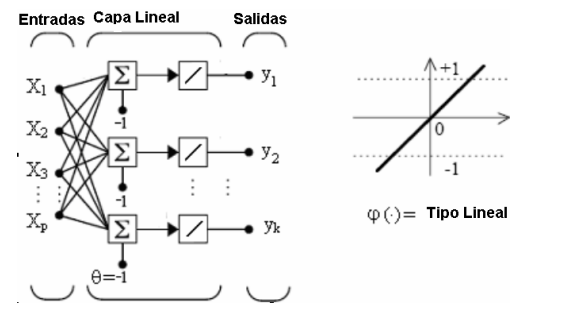 Entradas Capa Lineal Salidas
X1 Σ y1
-1
X2 Σ y2
-1
X3
Xp Σ yk
θ=-1
+1
0
-1
φ(·)= Tipo Lineal